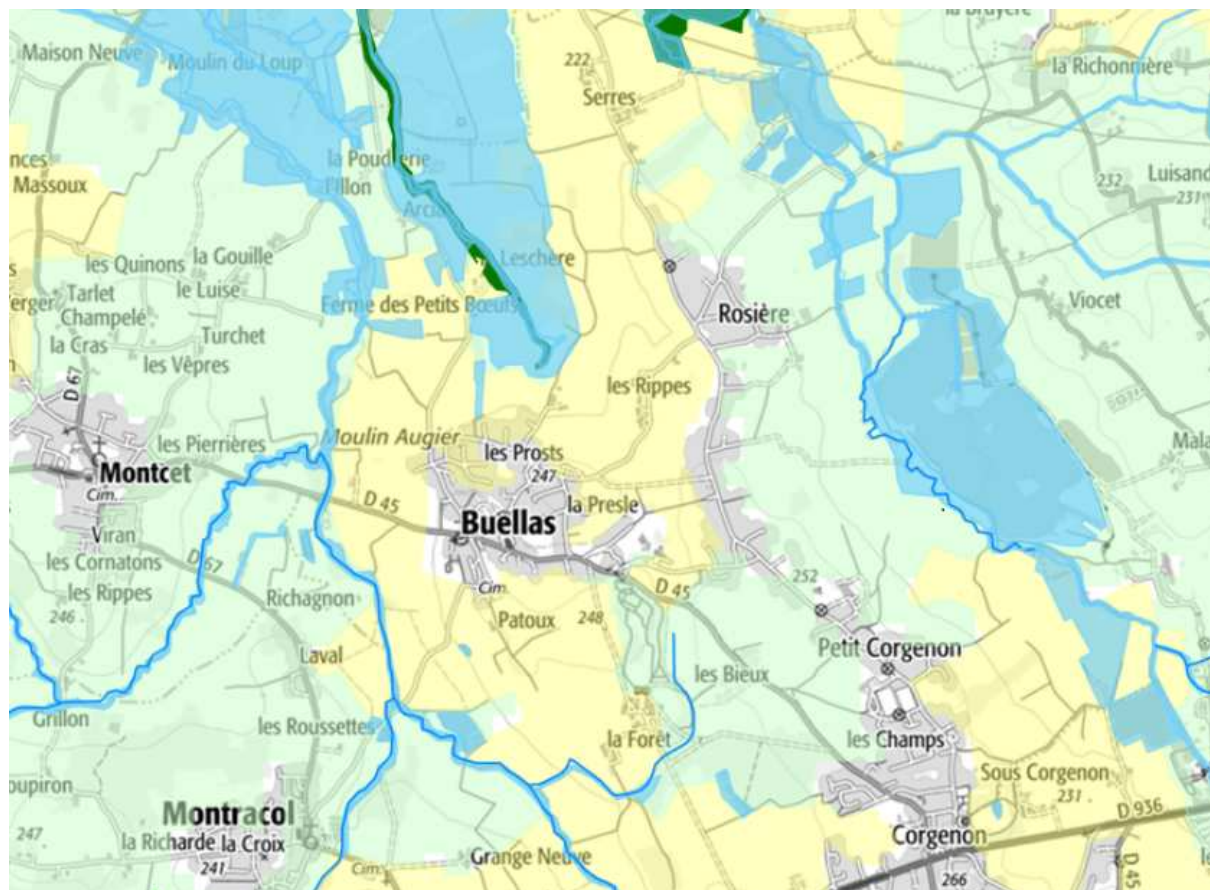 la Bruyère
Maison Neuve
Moulin du Loup
222
la Richonnière
Serres
Massoux
la Poudrerie
l'Illon
232
Luisand
231
Arcia
les Quinons
la Gouille
Leschère
le Luise
Ferme des Petits Bœufs
Tarlet
Champelé
Viocet
Rosière
Turchet
la Cras
les Vêpres
D 67
les Rippes
les Pierrières
Moulin Augier
les Prosts
247
Mala
Montcet
Cim.
D 45
la Presle
Buellas
Viran
les Cornatons
D 67
les Rippes
Richagnon
Cim.
D 45
252
246
Patoux
248
Laval
Petit Corgenon
les Bieux
Grillon
les Roussettes
la Forêt
les Champs
oupiron
Sous Corgenon
231
Montracol
D 936
247
la Richarde
la Croix
241
Corgenon
Grange Neuve
Cim.
266
D 45